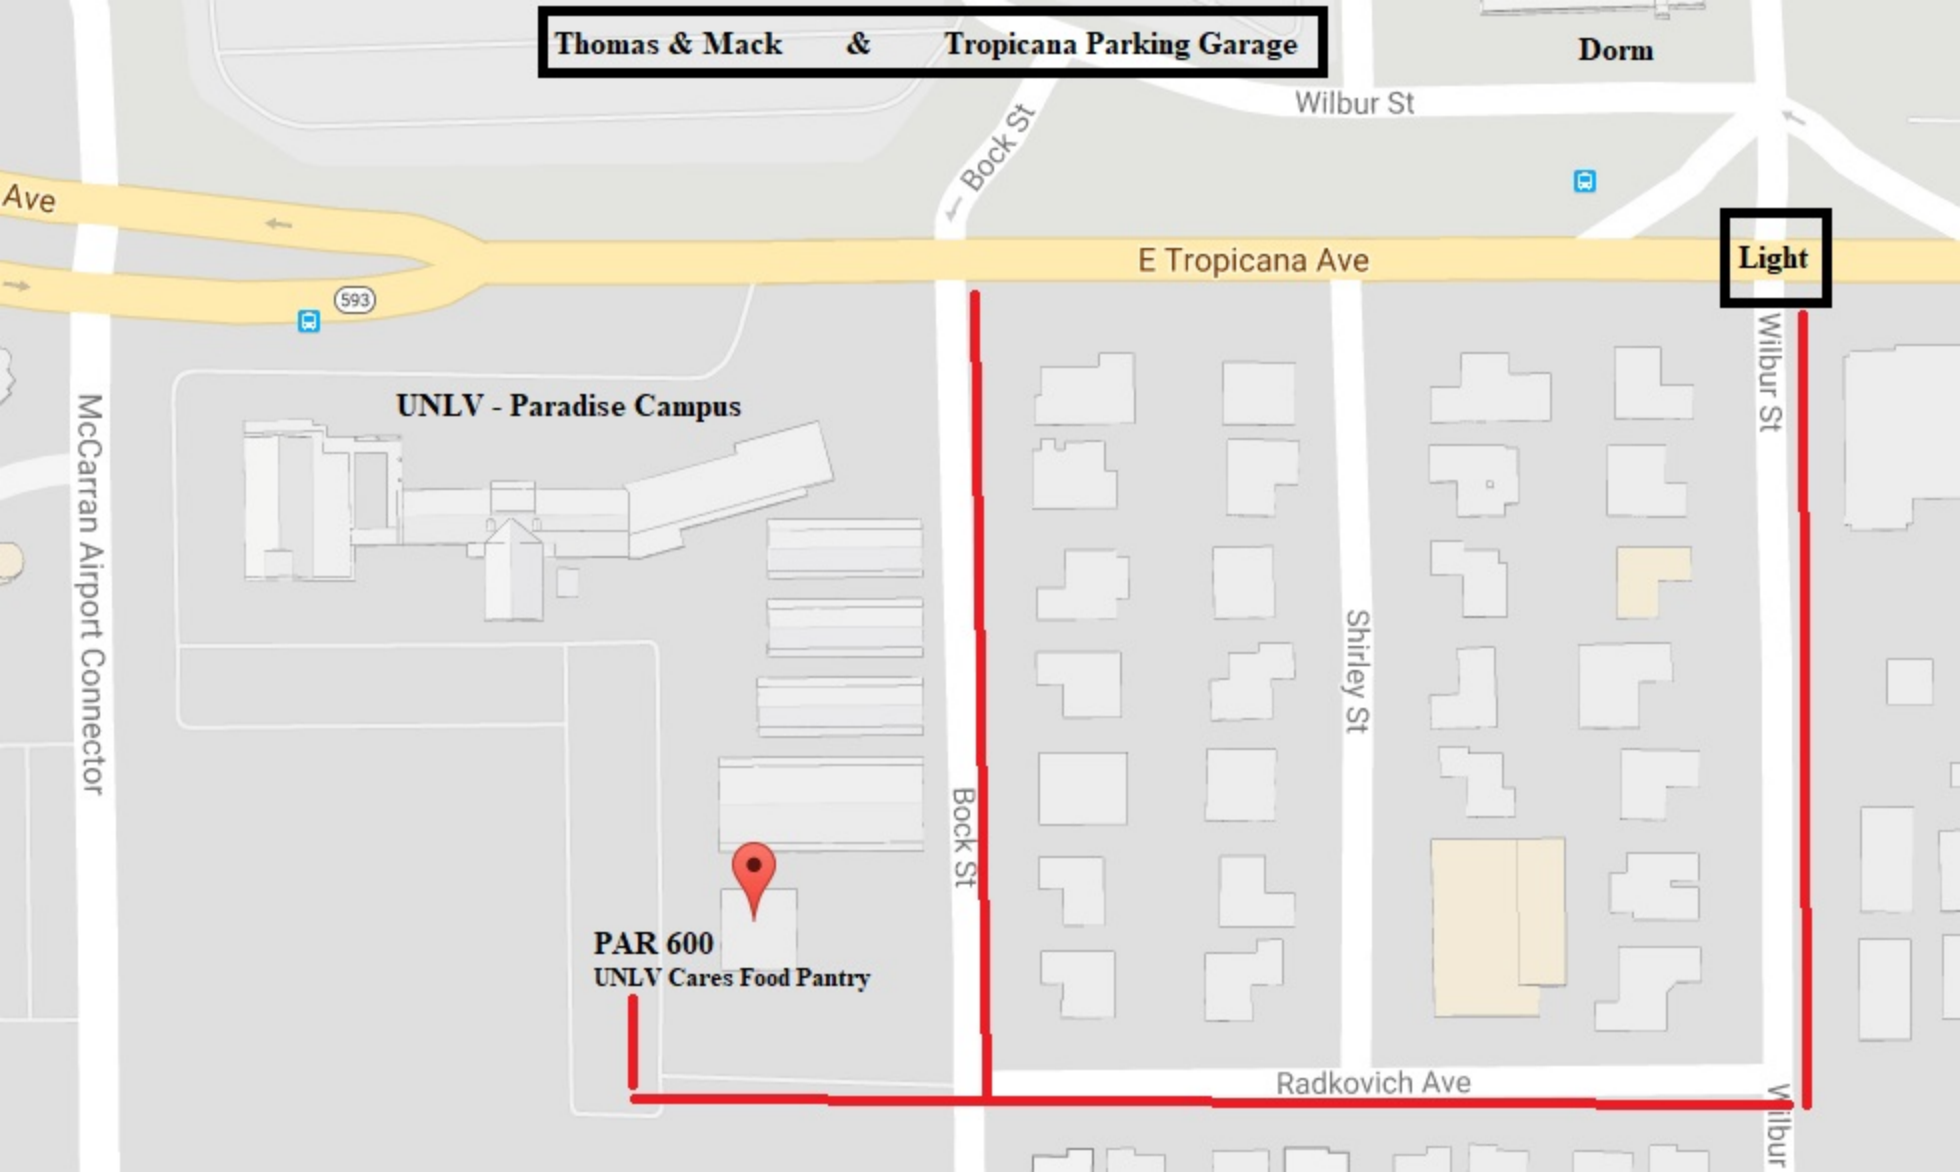 Thomas & Mack & Tropicana Parking Garage
Dorm
Wilbur St
Bock St
Ave
E Tropicana Ave
Light
593
Wilbur St
UNLV - Paradise Campus
McCarran Airport Connector
Shirley St
Bock St
PAR 600
UNLV Cares Food Pantry
Radkovich Ave
Wilbur